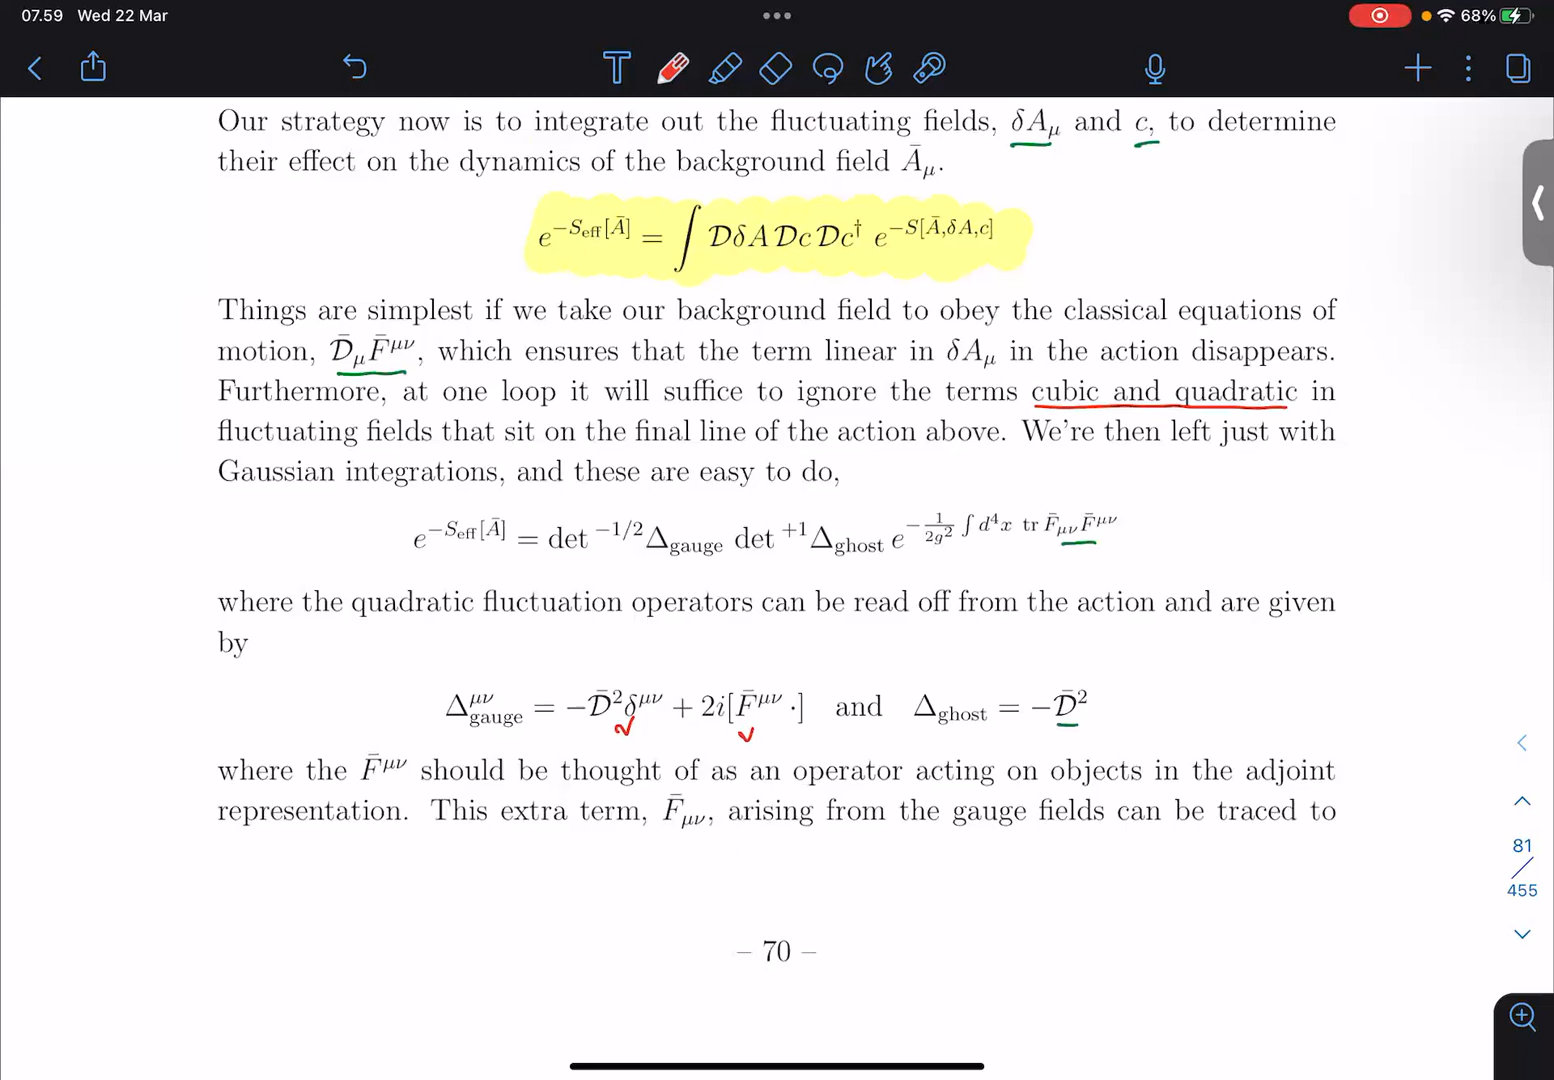 07.59 Wed 22 Mar
68%
Our strategy now is to integrate out the fluctuating fields, δA_μ and c, to determine
their effect on the dynamics of the background field Ā_μ.
e^{−S_eff[Ā]} = ∫ 𝒟δA 𝒟c 𝒟c† e^{−S[Ā,δA,c]}
Things are simplest if we take our background field to obey the classical equations of
motion, 𝒟̄_μ F̄^{μν}, which ensures that the term linear in δA_μ in the action disappears.
Furthermore, at one loop it will suffice to ignore the terms cubic and quadratic in
fluctuating fields that sit on the final line of the action above. We're then left just with
Gaussian integrations, and these are easy to do,
e^{−S_eff[Ā]} = det^{−1/2} Δ_gauge det^{+1} Δ_ghost e^{−\frac{1}{2g²} ∫ d⁴x tr F̄_{μν} F̄^{μν}}
where the quadratic fluctuation operators can be read off from the action and are given
by
Δ^{μν}_gauge = −𝒟̄² δ^{μν} + 2i[F̄^{μν} ·] and Δ_ghost = −𝒟̄²
where the F̄^{μν} should be thought of as an operator acting on objects in the adjoint
representation. This extra term, F̄_{μν}, arising from the gauge fields can be traced to
81
455
– 70 –